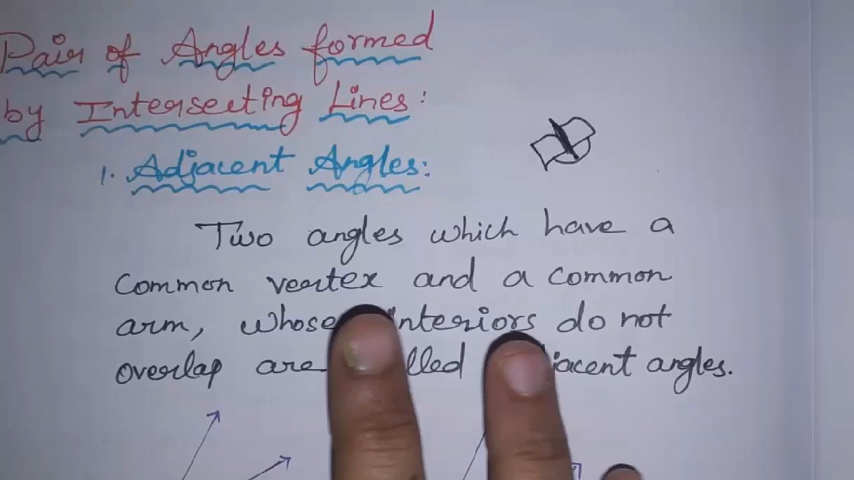 Pair of Angles formed
by Intersecting Lines:
1. Adjacent Angles:
Two angles which have a
common vertex and a common
arm, whose interiors do not
overlap are angles.